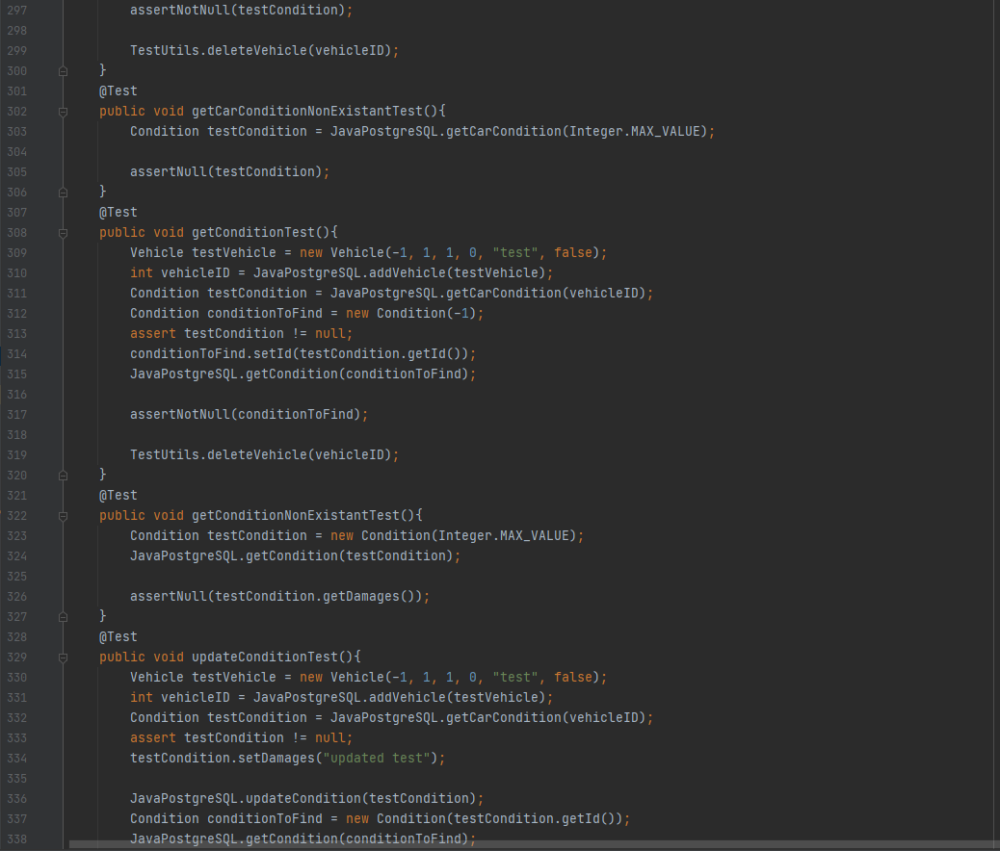 297 assertNotNull(testCondition);
298
299 TestUtils.deleteVehicle(vehicleID);
300 }
301 @Test
302 public void getCarConditionNonExistantTest(){
303 Condition testCondition = JavaPostgreSQL.getCarCondition(Integer.MAX_VALUE);
304
305 assertNull(testCondition);
306 }
307 @Test
308 public void getConditionTest(){
309 Vehicle testVehicle = new Vehicle(-1, 1, 1, 0, "test", false);
310 int vehicleID = JavaPostgreSQL.addVehicle(testVehicle);
311 Condition testCondition = JavaPostgreSQL.getCarCondition(vehicleID);
312 Condition conditionToFind = new Condition(-1);
313 assert testCondition != null;
314 conditionToFind.setId(testCondition.getId());
315 JavaPostgreSQL.getCondition(conditionToFind);
316
317 assertNotNull(conditionToFind);
318
319 TestUtils.deleteVehicle(vehicleID);
320 }
321 @Test
322 public void getConditionNonExistantTest(){
323 Condition testCondition = new Condition(Integer.MAX_VALUE);
324 JavaPostgreSQL.getCondition(testCondition);
325
326 assertNull(testCondition.getDamages());
327 }
328 @Test
329 public void updateConditionTest(){
330 Vehicle testVehicle = new Vehicle(-1, 1, 1, 0, "test", false);
331 int vehicleID = JavaPostgreSQL.addVehicle(testVehicle);
332 Condition testCondition = JavaPostgreSQL.getCarCondition(vehicleID);
333 assert testCondition != null;
334 testCondition.setDamages("updated test");
335
336 JavaPostgreSQL.updateCondition(testCondition);
337 Condition conditionToFind = new Condition(testCondition.getId());
338 JavaPostgreSQL.getCondition(conditionToFind);